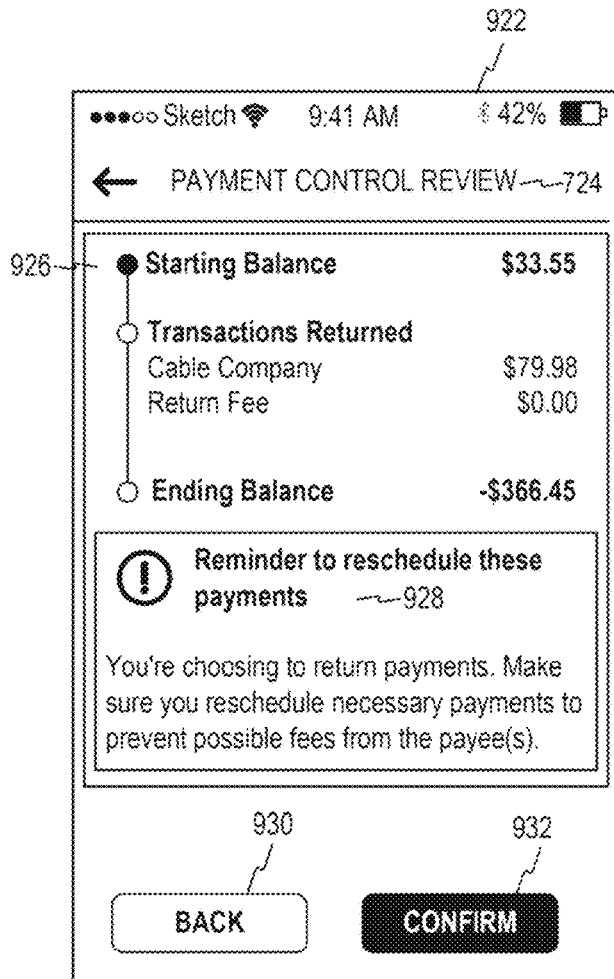 922
Sketch 9:41 AM 42%
PAYMENT CONTROL REVIEW 724
926 Starting Balance $33.55
Transactions Returned
Cable Company $79.98
Return Fee $0.00
Ending Balance -$366.45
Reminder to reschedule these
payments 928
You're choosing to return payments. Make
sure you reschedule necessary payments to
prevent possible fees from the payee(s).
930 932
BACK CONFIRM